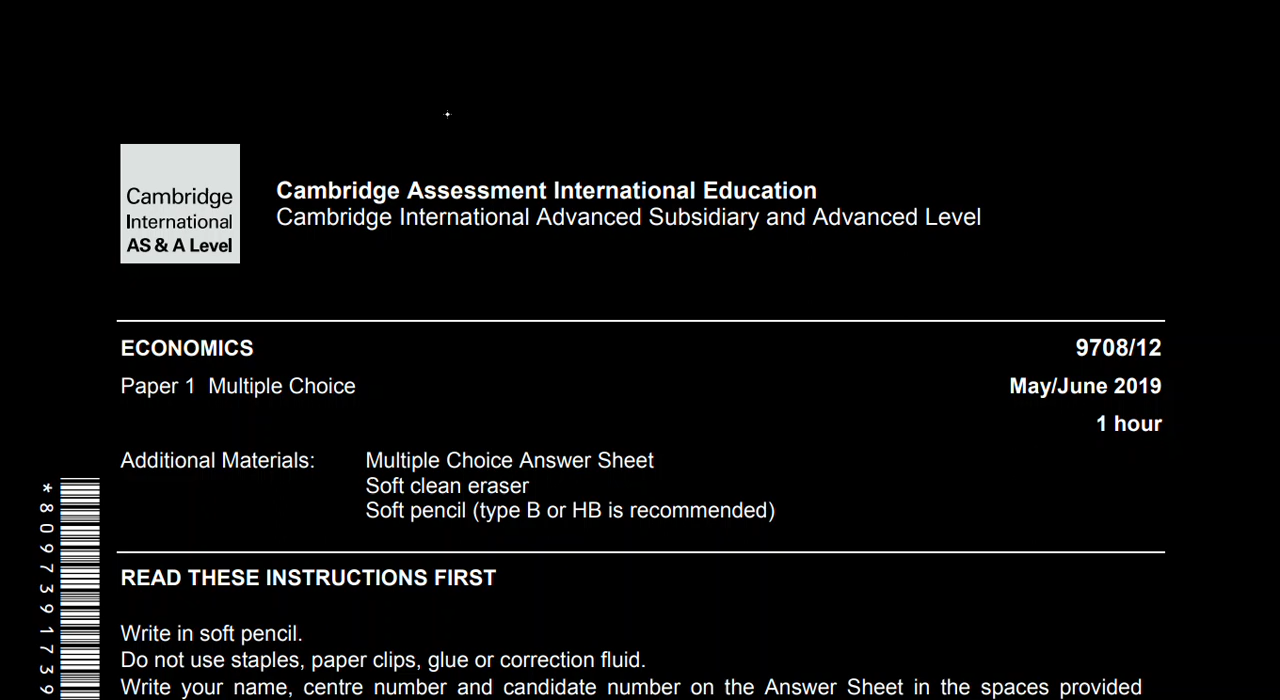 Cambridge
International
AS & A Level
Cambridge Assessment International Education
Cambridge International Advanced Subsidiary and Advanced Level
ECONOMICS 9708/12
Paper 1 Multiple Choice May/June 2019
1 hour
Additional Materials: Multiple Choice Answer Sheet
Soft clean eraser
Soft pencil (type B or HB is recommended)
*8097391739
READ THESE INSTRUCTIONS FIRST
Write in soft pencil.
Do not use staples, paper clips, glue or correction fluid.
Write your name, centre number and candidate number on the Answer Sheet in the spaces provided